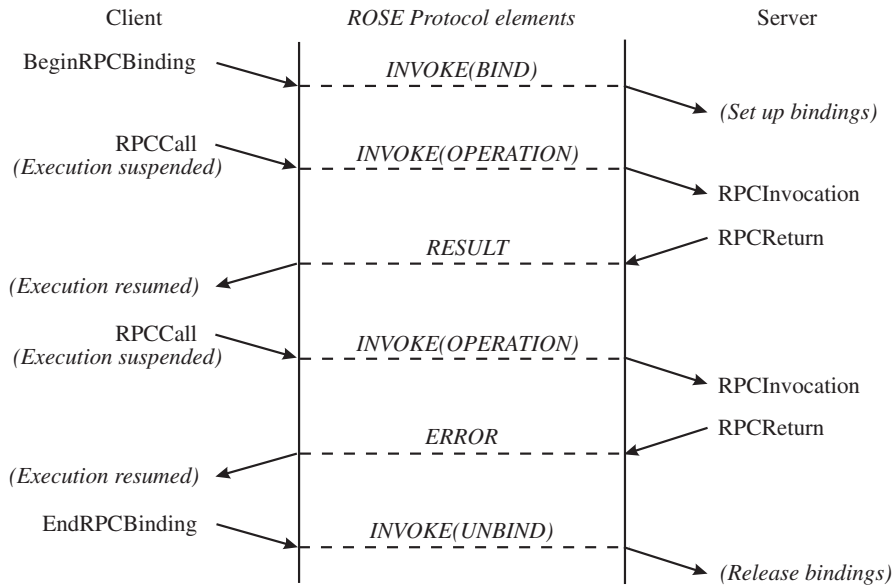 Client
ROSE Protocol elements
Server
BeginRPCBinding
INVOKE(BIND)
(Set up bindings)
RPCCall
(Execution suspended)
INVOKE(OPERATION)
RPCInvocation
RPCReturn
RESULT
(Execution resumed)
RPCCall
(Execution suspended)
INVOKE(OPERATION)
RPCInvocation
RPCReturn
ERROR
(Execution resumed)
EndRPCBinding
INVOKE(UNBIND)
(Release bindings)